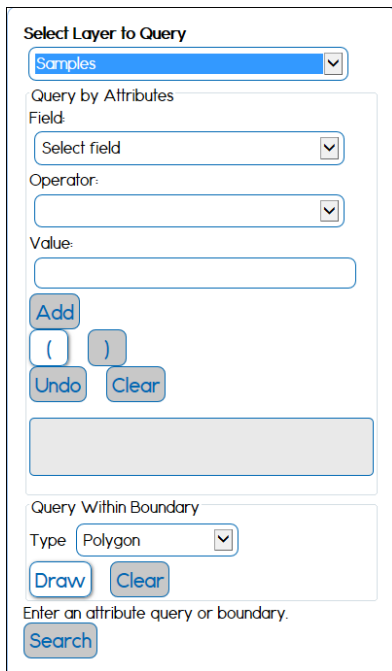 Select Layer to Query
Samples
Query by Attributes
Field:
Select field
Operator:
Value:
Add
( )
Undo Clear
Query Within Boundary
Type Polygon
Draw Clear
Enter an attribute query or boundary.
Search